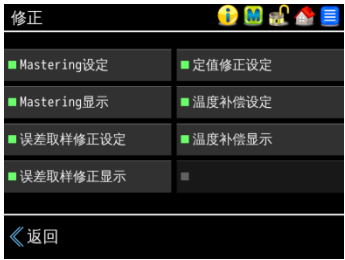 修正
i
M
Mastering设定
定值修正设定
Mastering显示
温度补偿设定
误差取样修正设定
温度补偿显示
误差取样修正显示
返回